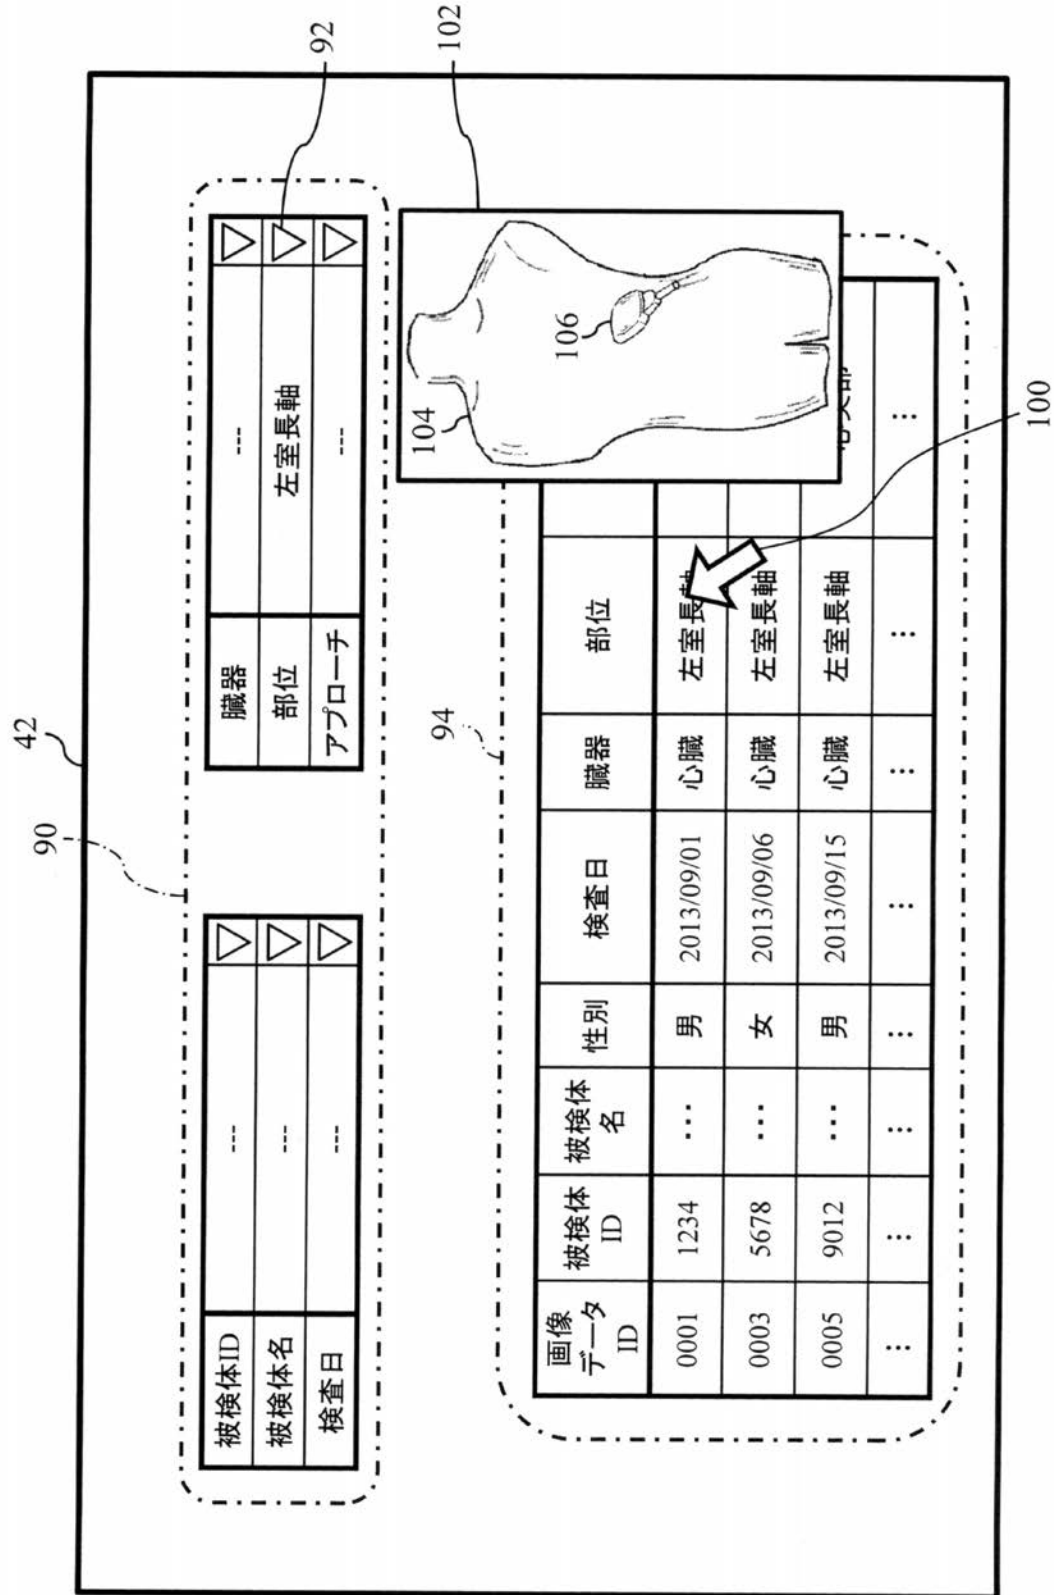 42
90
92
被検体ID --- ▽
被検体名 --- ▽
検査日 --- ▽
臓器 --- ▽
部位 左室長軸 ▽
アプローチ --- ▽
102
94
104
106
画像データID 被検体ID 被検体名 性別 検査日 臓器 部位
0001 1234 … 男 2013/09/01 心臓 左室長軸
0003 5678 … 女 2013/09/06 心臓 左室長軸
0005 9012 … 男 2013/09/15 心臓 左室長軸
⋮ ⋮ ⋮ ⋮ ⋮ ⋮ ⋮ ⋮
100